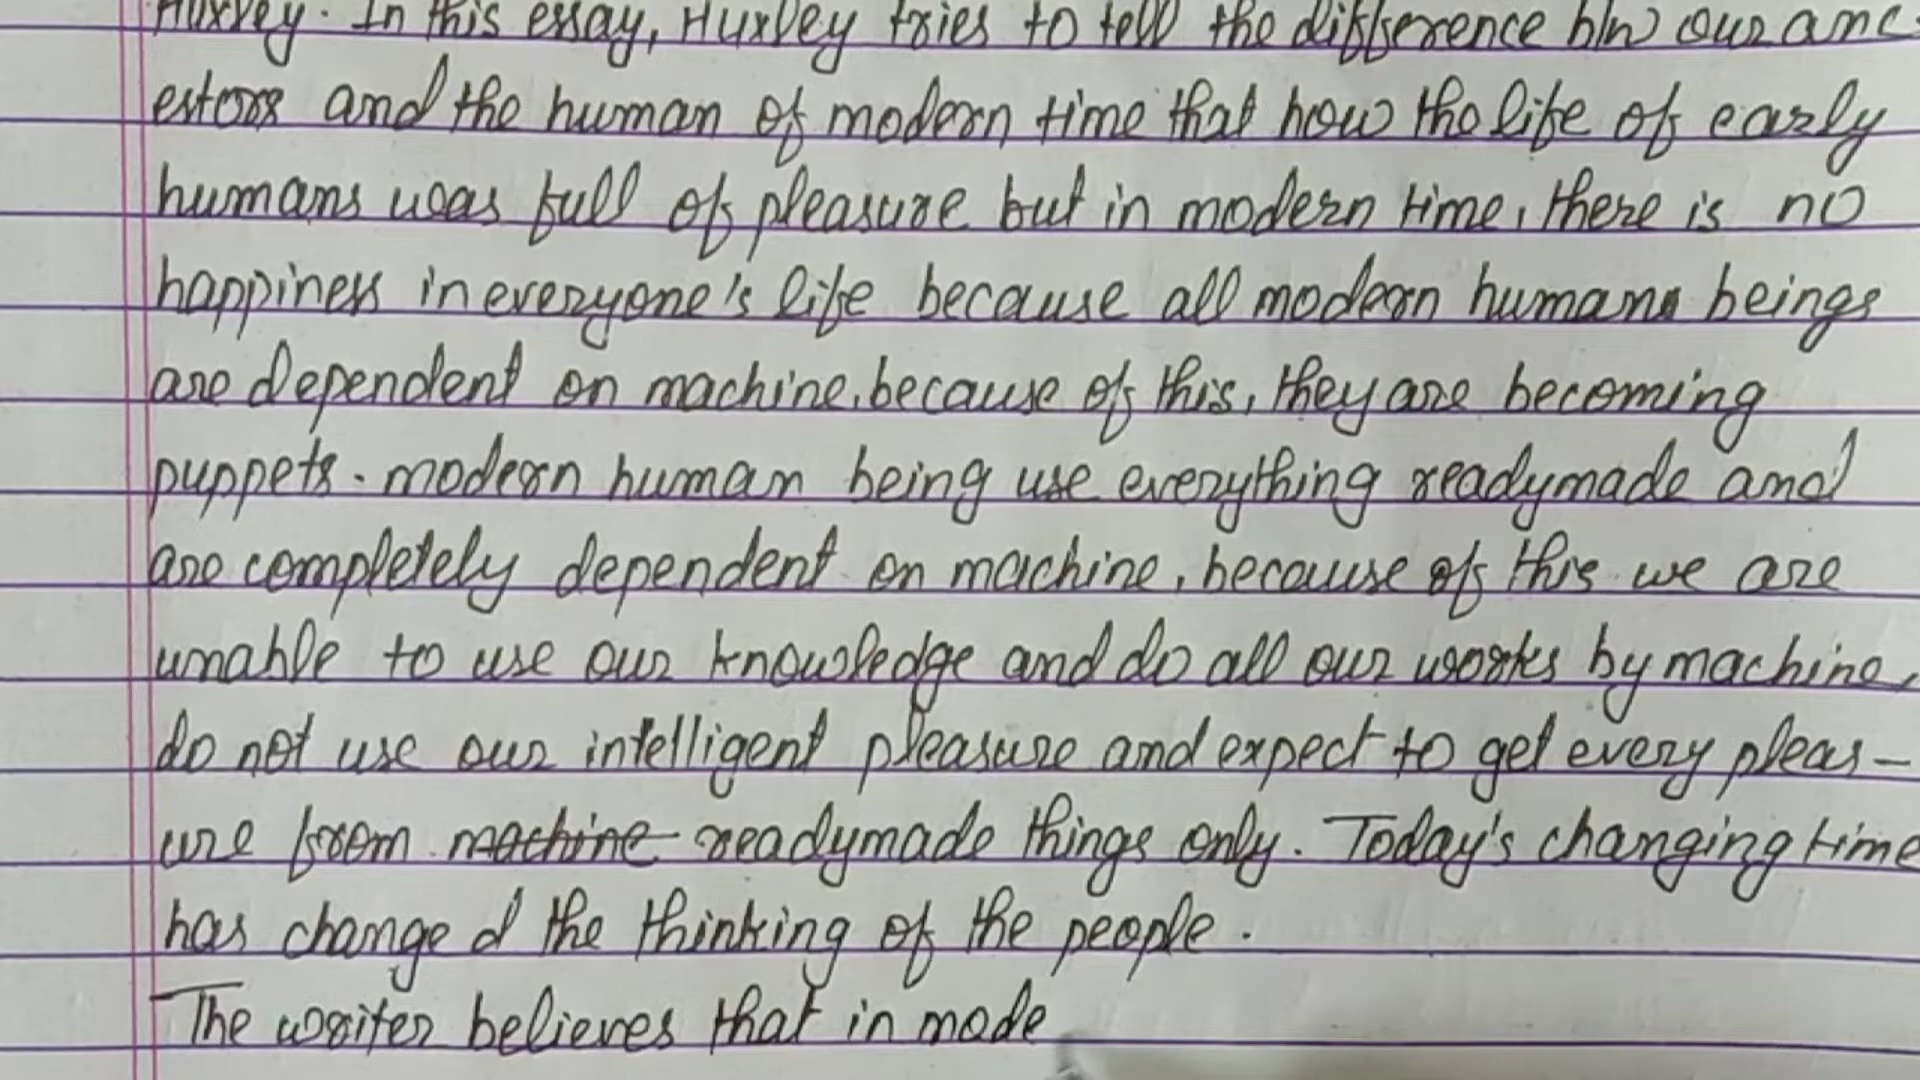 Huxley. In this essay, Huxley tries to tell the difference b/w our anc-
estors and the human of modern time that how the life of early
humans was full of pleasure but in modern time, there is no
happiness in everyone's life because all modern humans beings
are dependent on machine, because of this, they are becoming
puppets. modern human being use everything readymade and
are completely dependent on machine, because of this we are
unable to use our knowledge and do all our works by machine,
do not use our intelligent pleasure and expect to get every pleas-
ure from machine readymade things only. Today's changing time
has changed the thinking of the people.
The writer believes that in mode